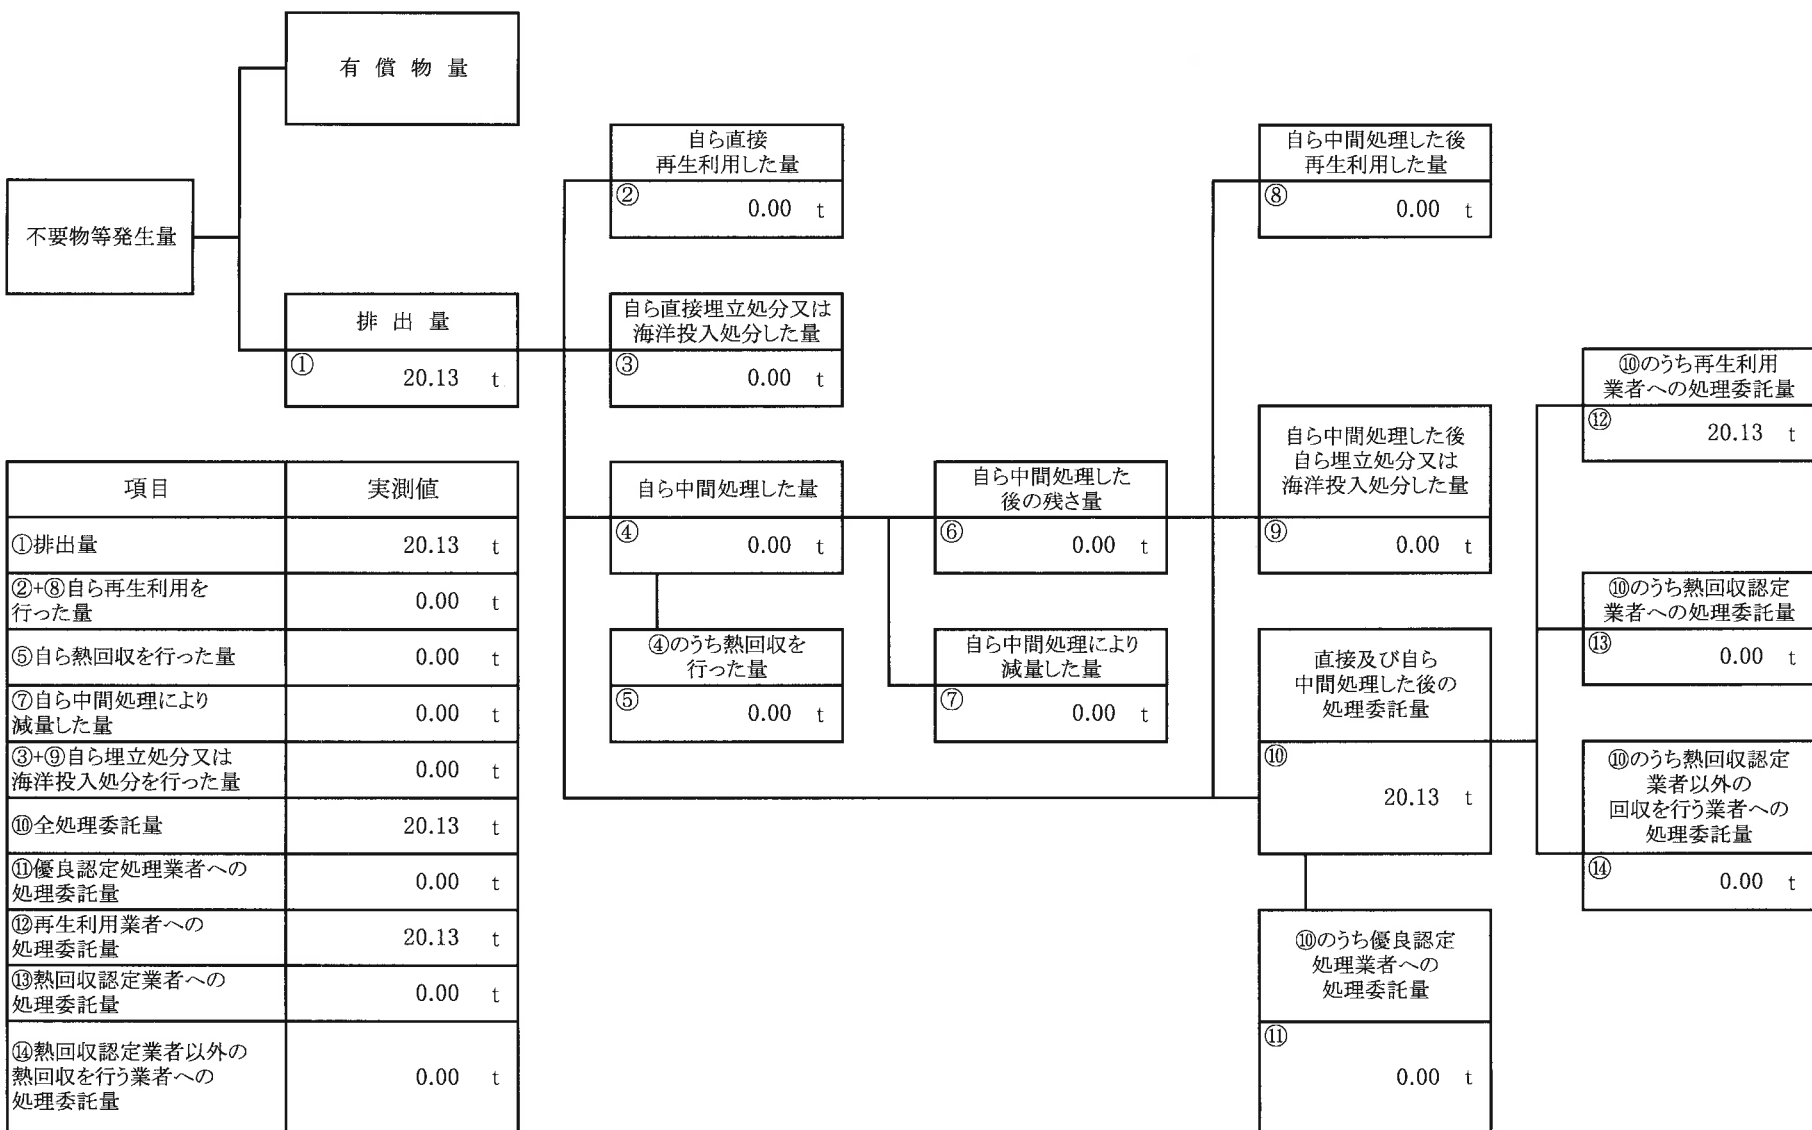 有償物量
不要物等発生量
排出量
① 20.13 t
自ら直接
再生利用した量
② 0.00 t
自ら直接埋立処分又は
海洋投入処分した量
③ 0.00 t
自ら中間処理した量
④ 0.00 t
④のうち熱回収を
行った量
⑤ 0.00 t
自ら中間処理した
後の残さ量
⑥ 0.00 t
自ら中間処理により
減量した量
⑦ 0.00 t
自ら中間処理した後
再生利用した量
⑧ 0.00 t
自ら中間処理した後
自ら埋立処分又は
海洋投入処分した量
⑨ 0.00 t
直接及び自ら
中間処理した後の
処理委託量
⑩
20.13 t
⑩のうち優良認定
処理業者への
処理委託量
⑪
0.00 t
⑩のうち再生利用
業者への処理委託量
⑫ 20.13 t
⑩のうち熱回収認定
業者への処理委託量
⑬ 0.00 t
⑩のうち熱回収認定
業者以外の
回収を行う業者への
処理委託量
⑭ 0.00 t
項目 実測値
①排出量 20.13 t
②+⑧自ら再生利用を
行った量 0.00 t
⑤自ら熱回収を行った量 0.00 t
⑦自ら中間処理により
減量した量 0.00 t
③+⑨自ら埋立処分又は
海洋投入処分を行った量 0.00 t
⑩全処理委託量 20.13 t
⑪優良認定処理業者への
処理委託量 0.00 t
⑫再生利用業者への
処理委託量 20.13 t
⑬熱回収認定業者への
処理委託量 0.00 t
⑭熱回収認定業者以外の
熱回収を行う業者への
処理委託量 0.00 t